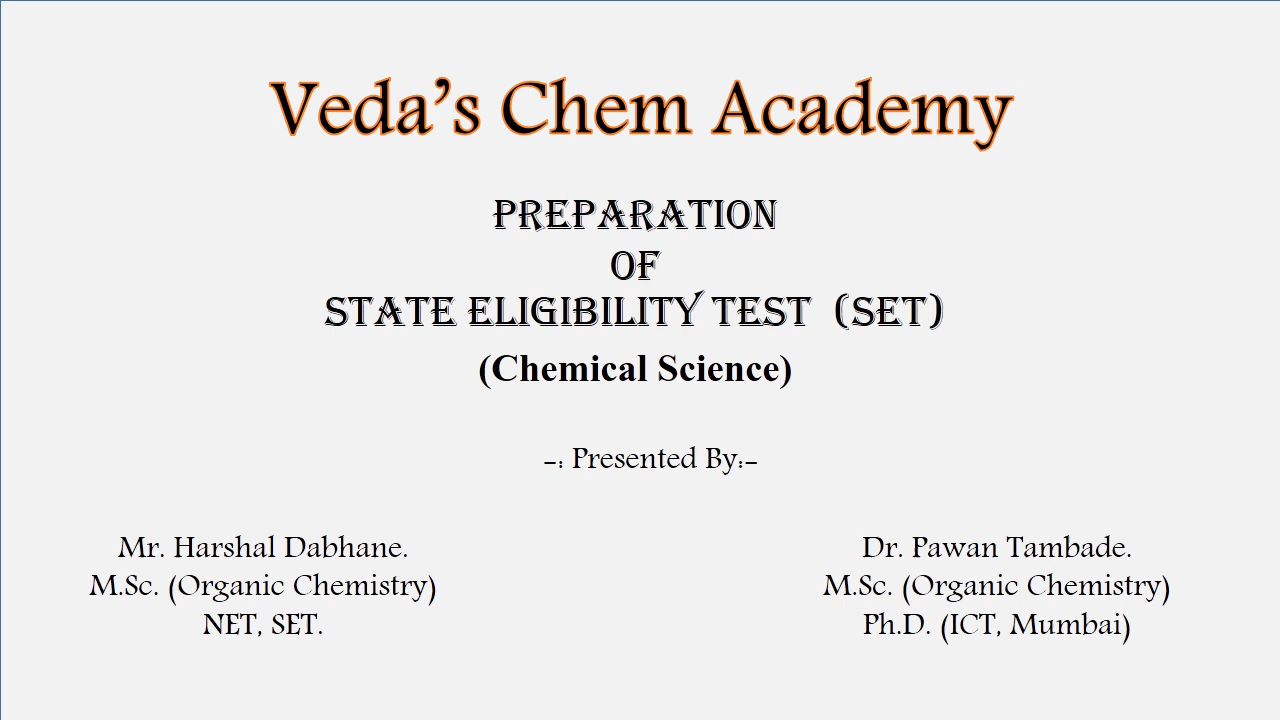 Veda's Chem Academy
PREPARATION
OF
STATE ELIGIBILITY TEST (SET)
(Chemical Science)
-: Presented By:-
Mr. Harshal Dabhane.
M.Sc. (Organic Chemistry)
NET, SET.
Dr. Pawan Tambade.
M.Sc. (Organic Chemistry)
Ph.D. (ICT, Mumbai)